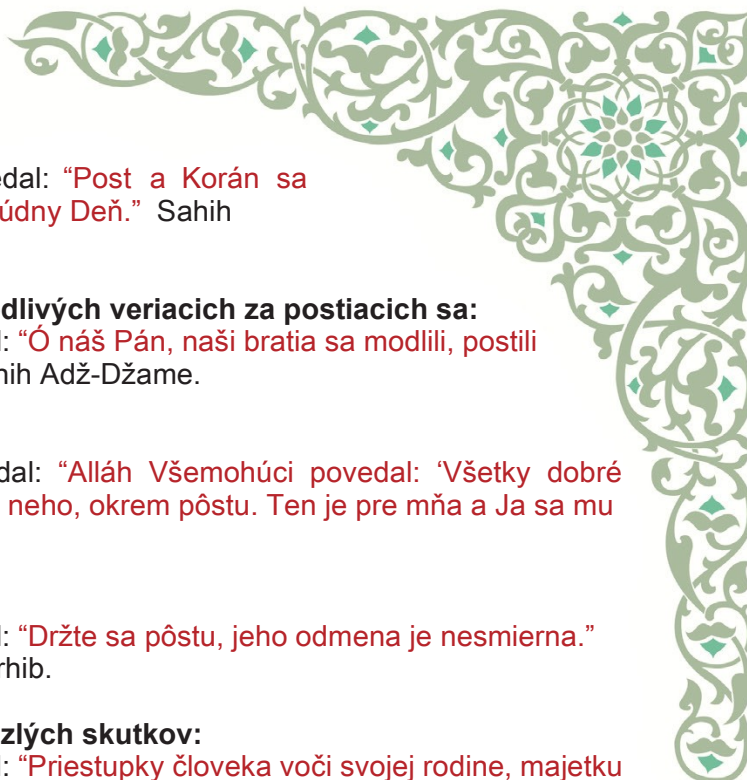 edal: “Post a Korán sa
údny Deň.” Sahih
dlivých veriacich za postiacich sa:
l: “Ó náš Pán, naši bratia sa modlili, postili
hih Adž-Džame.
dal: “Alláh Všemohúci povedal: ‘Všetky dobré
neho, okrem pôstu. Ten je pre mňa a Ja sa mu
l: “Držte sa pôstu, jeho odmena je nesmierna.”
rhib.
zlých skutkov:
l: “Priestupky človeka voči svojej rodine, majetku